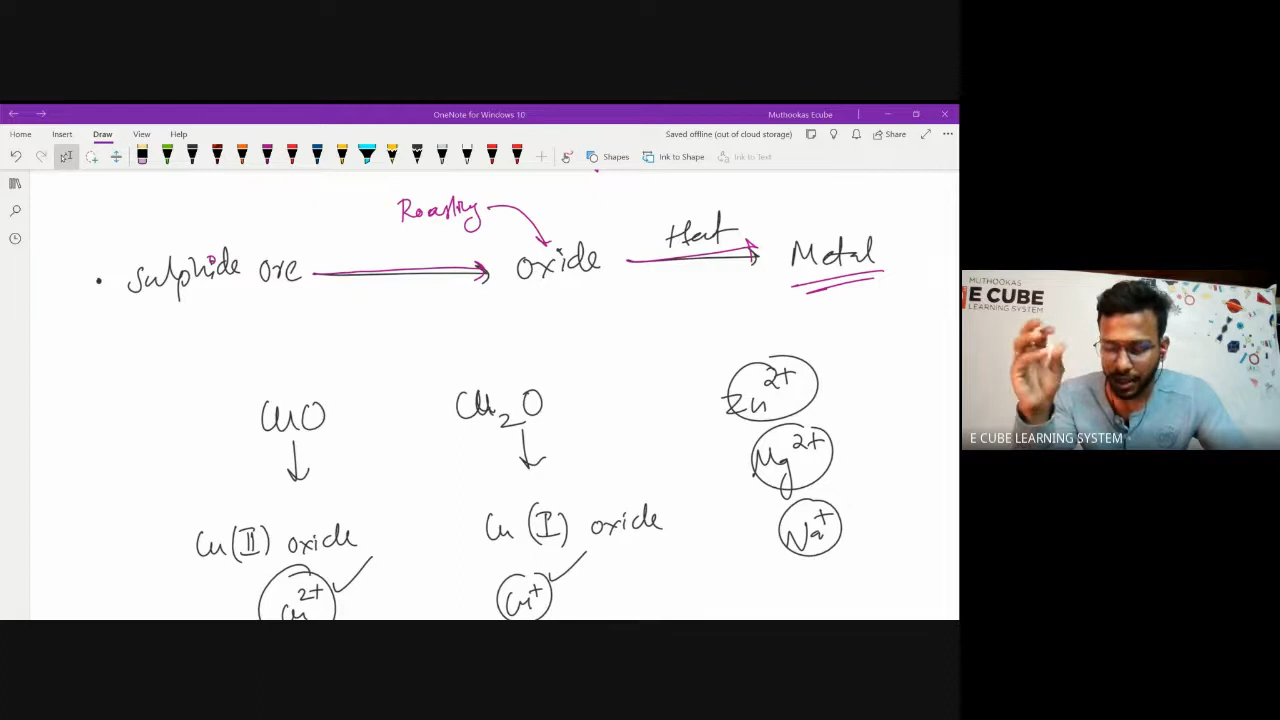 OneNote for Windows 10
Muthookas Ecube
Home Insert Draw View Help
Saved offline (out of cloud storage)
Share
Shapes
Ink to Shape
Ink to Text
Roasting
• Sulphide ore oxide Heat Metal
CuO Cu2O Zn2+
Mg2+
Cu(II) oxide Cu (I) oxide Na+
Cu2+ Cu+
MUTHOOKAS
E CUBE
LEARNING SYSTEM
E CUBE LEARNING SYSTEM